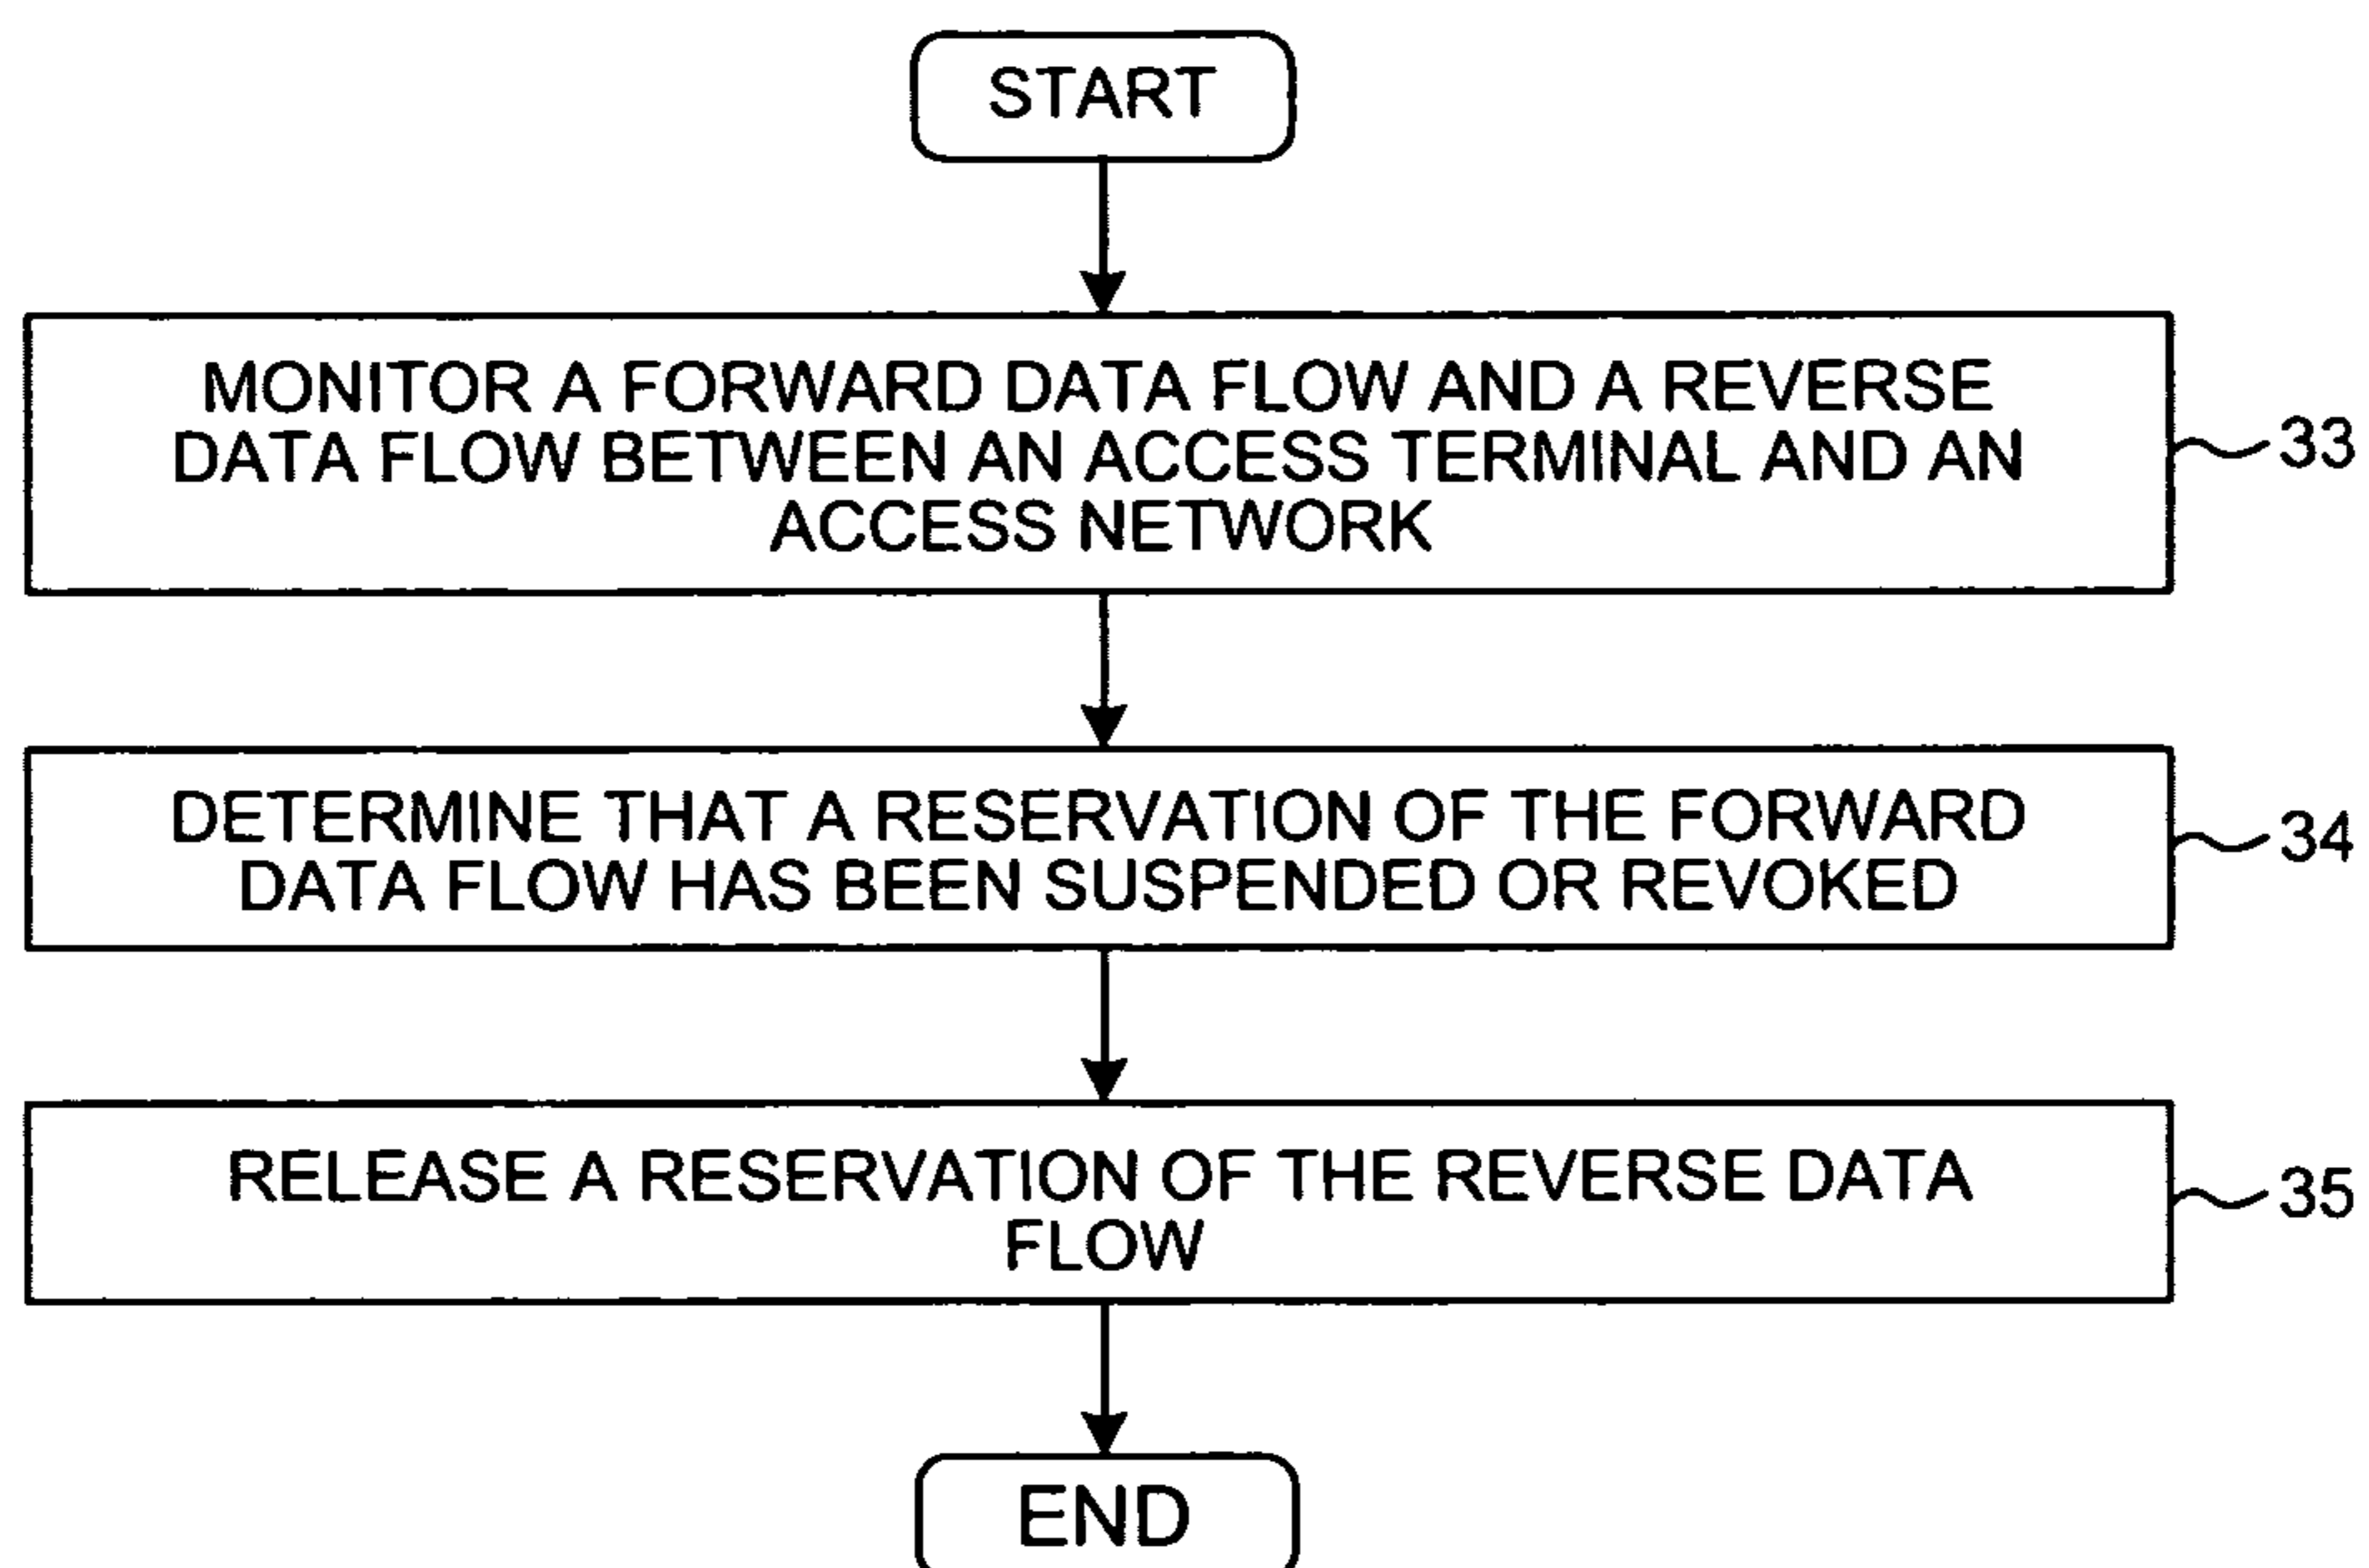 START
MONITOR A FORWARD DATA FLOW AND A REVERSE
DATA FLOW BETWEEN AN ACCESS TERMINAL AND AN
ACCESS NETWORK
33
DETERMINE THAT A RESERVATION OF THE FORWARD
DATA FLOW HAS BEEN SUSPENDED OR REVOKED
34
RELEASE A RESERVATION OF THE REVERSE DATA
FLOW
35
END